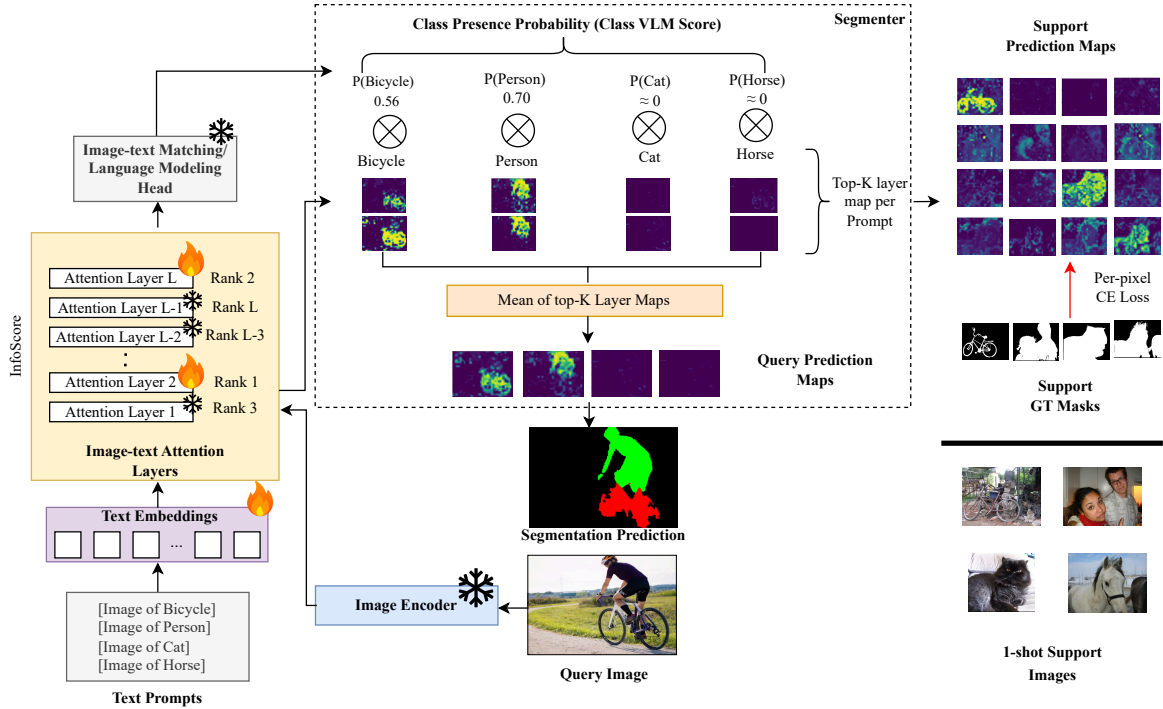 Segmenter
Class Presence Probability (Class VLM Score)
P(Bicycle)
0.56
P(Person)
0.70
P(Cat)
≈ 0
P(Horse)
≈ 0
Bicycle
Person
Cat
Horse
Top-K layer
map per
Prompt
Mean of top-K Layer Maps
Query Prediction
Maps
Support
Prediction Maps
Per-pixel
CE Loss
Support
GT Masks
1-shot Support
Images
Image-text Matching/
Language Modeling
Head
InfoScore
Attention Layer L
Rank 2
Attention Layer L-1
Rank L
Attention Layer L-2
Rank L-3
Attention Layer 2
Rank 1
Attention Layer 1
Rank 3
Image-text Attention
Layers
Text Embeddings
...
[Image of Bicycle]
[Image of Person]
[Image of Cat]
[Image of Horse]
Text Prompts
Image Encoder
Segmentation Prediction
Query Image